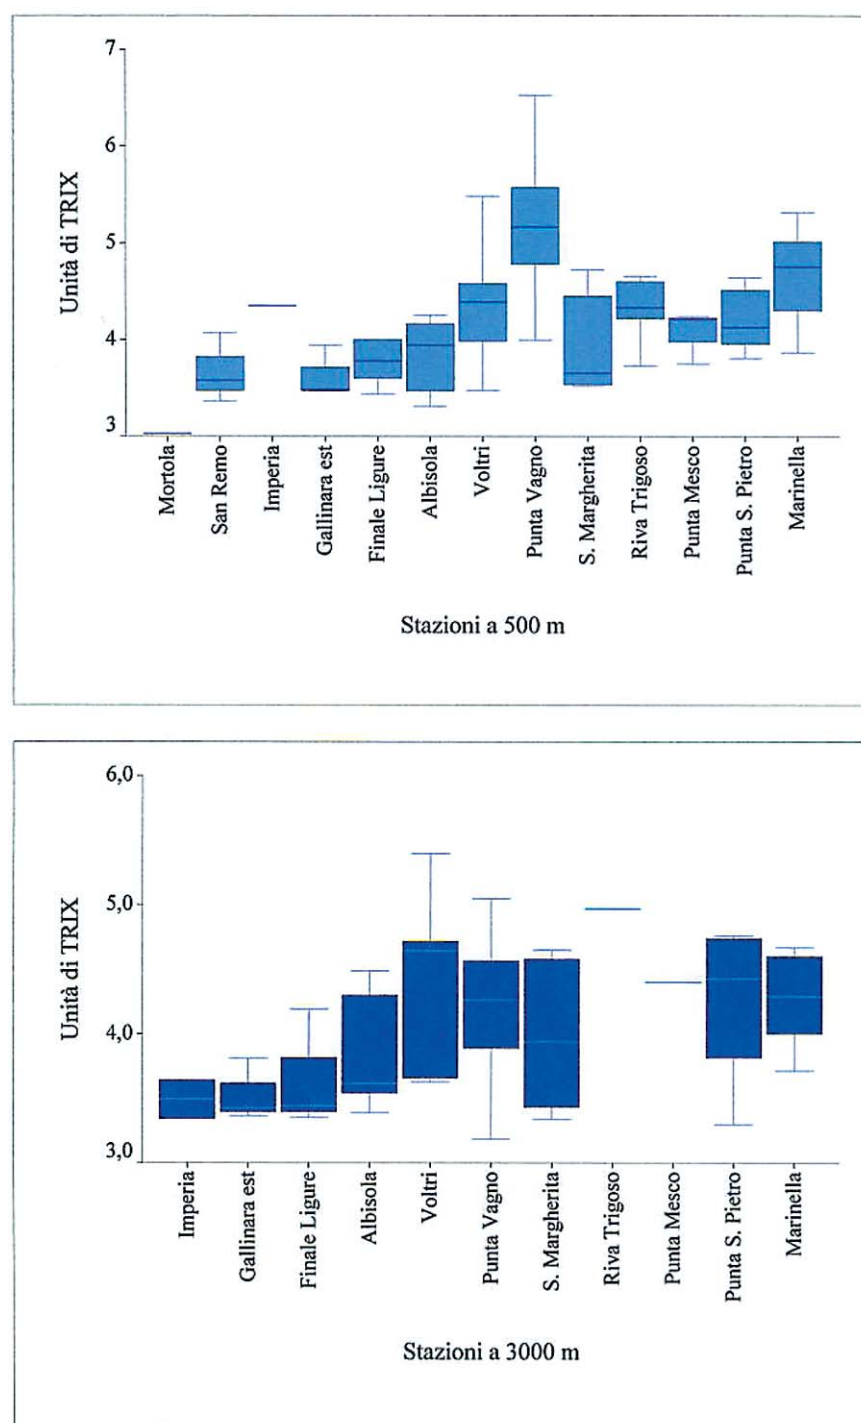 7
6
5
4
3
Unità di TRIX
Mortola
San Remo
Imperia
Gallinara est
Finale Ligure
Albisola
Voltri
Punta Vagno
S. Margherita
Riva Trigoso
Punta Mesco
Punta S. Pietro
Marinella
Stazioni a 500 m
6,0
5,0
4,0
3,0
Unità di TRIX
Imperia
Gallinara est
Finale Ligure
Albisola
Voltri
Punta Vagno
S. Margherita
Riva Trigoso
Punta Mesco
Punta S. Pietro
Marinella
Stazioni a 3000 m